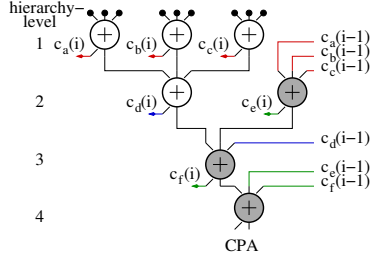 hierarchy-
level
1
c_a(i)
c_b(i)
c_c(i)
c_a(i-1)
c_b(i-1)
c_c(i-1)
2
c_d(i)
c_e(i)
3
c_f(i)
c_d(i-1)
c_e(i-1)
c_f(i-1)
4
CPA